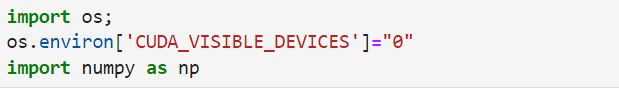 import os;
os.environ['CUDA_VISIBLE_DEVICES']="0"
import numpy as np